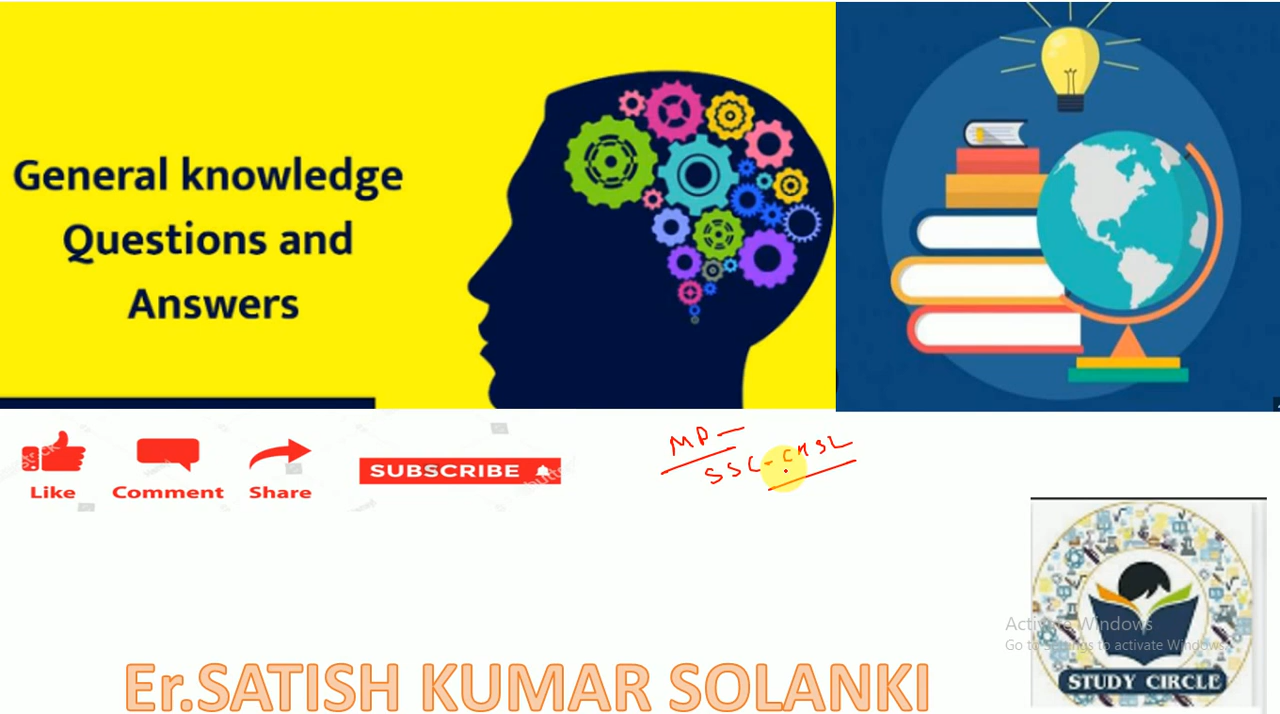 General knowledge
Questions and
Answers
MP-
SSC-CHSL
Like
Comment
Share
SUBSCRIBE
Activate Windows
Go to Settings to activate Windows.
STUDY CIRCLE
Er.SATISH KUMAR SOLANKI